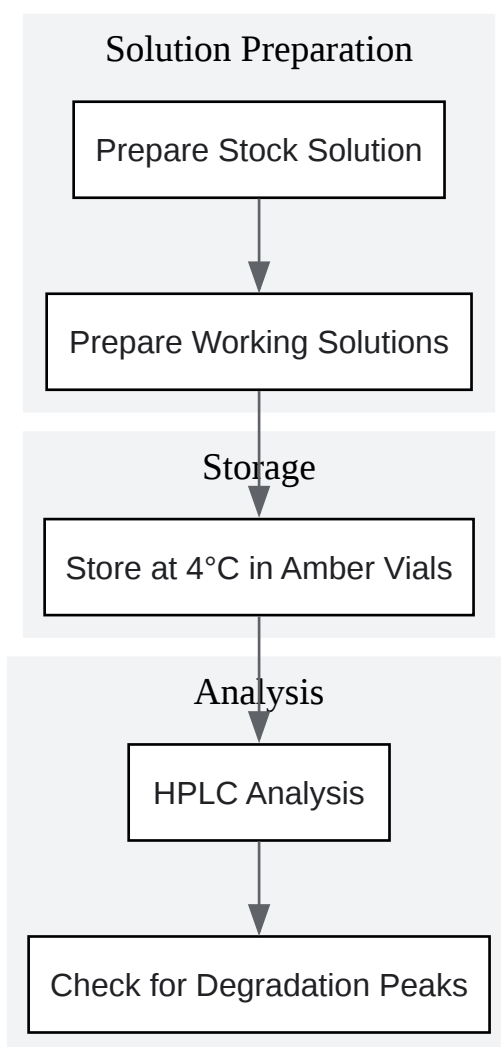 Solution Preparation
Prepare Stock Solution
Prepare Working Solutions
Storage
Store at 4°C in Amber Vials
Analysis
HPLC Analysis
Check for Degradation Peaks